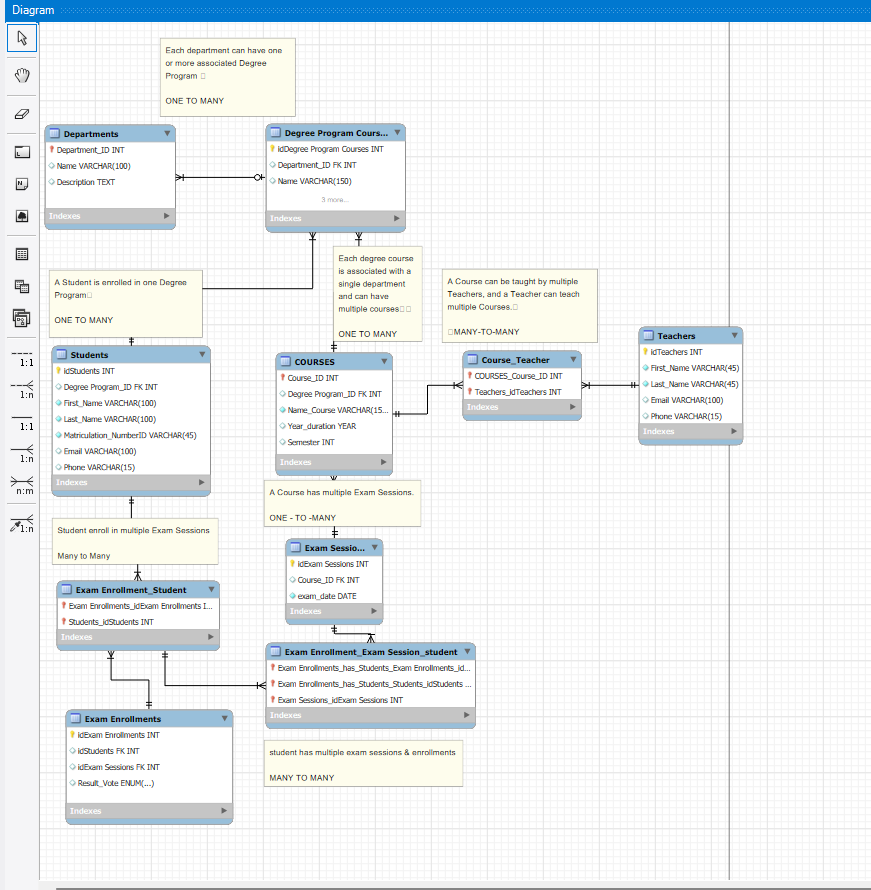 Diagram
Each department can have one
or more associated Degree
Program
ONE TO MANY
Departments
Department_ID INT
Name VARCHAR(100)
Description TEXT
Indexes
Degree Program Cours...
idDegree Program Courses INT
Department_ID FK INT
Name VARCHAR(150)
3 more...
Indexes
A Student is enrolled in one Degree
Program
ONE TO MANY
Each degree course
is associated with a
single department
and can have
multiple courses
ONE TO MANY
A Course can be taught by multiple
Teachers, and a Teacher can teach
multiple Courses.
MANY-TO-MANY
Students
idStudents INT
Degree Program_ID FK INT
First_Name VARCHAR(100)
Last_Name VARCHAR(100)
Matriculation_NumberID VARCHAR(45)
Email VARCHAR(100)
Phone VARCHAR(15)
Indexes
COURSES
Course_ID INT
Degree Program_ID FK INT
Name_Course VARCHAR(15...
Year_duration YEAR
Semester INT
Indexes
Course_Teacher
COURSES_Course_ID INT
Teachers_idTeachers INT
Indexes
Teachers
idTeachers INT
First_Name VARCHAR(45)
Last_Name VARCHAR(45)
Email VARCHAR(100)
Phone VARCHAR(15)
Indexes
1:1
1:n
1:1
1:n
n:m
1:n
Student enroll in multiple Exam Sessions
Many to Many
A Course has multiple Exam Sessions.
ONE - TO -MANY
Exam Sessio...
idExam Sessions INT
Course_ID FK INT
exam_date DATE
Indexes
Exam Enrollment_Student
Exam Enrollments_idExam Enrollments I...
Students_idStudents INT
Indexes
Exam Enrollment_Exam Session_student
Exam Enrollments_has_Students_Exam Enrollments_id...
Exam Enrollments_has_Students_Students_idStudents ...
Exam Sessions_idExam Sessions INT
Indexes
Exam Enrollments
idExam Enrollments INT
idStudents FK INT
idExam Sessions FK INT
Result_Vote ENUM(...)
Indexes
student has multiple exam sessions & enrollments
MANY TO MANY